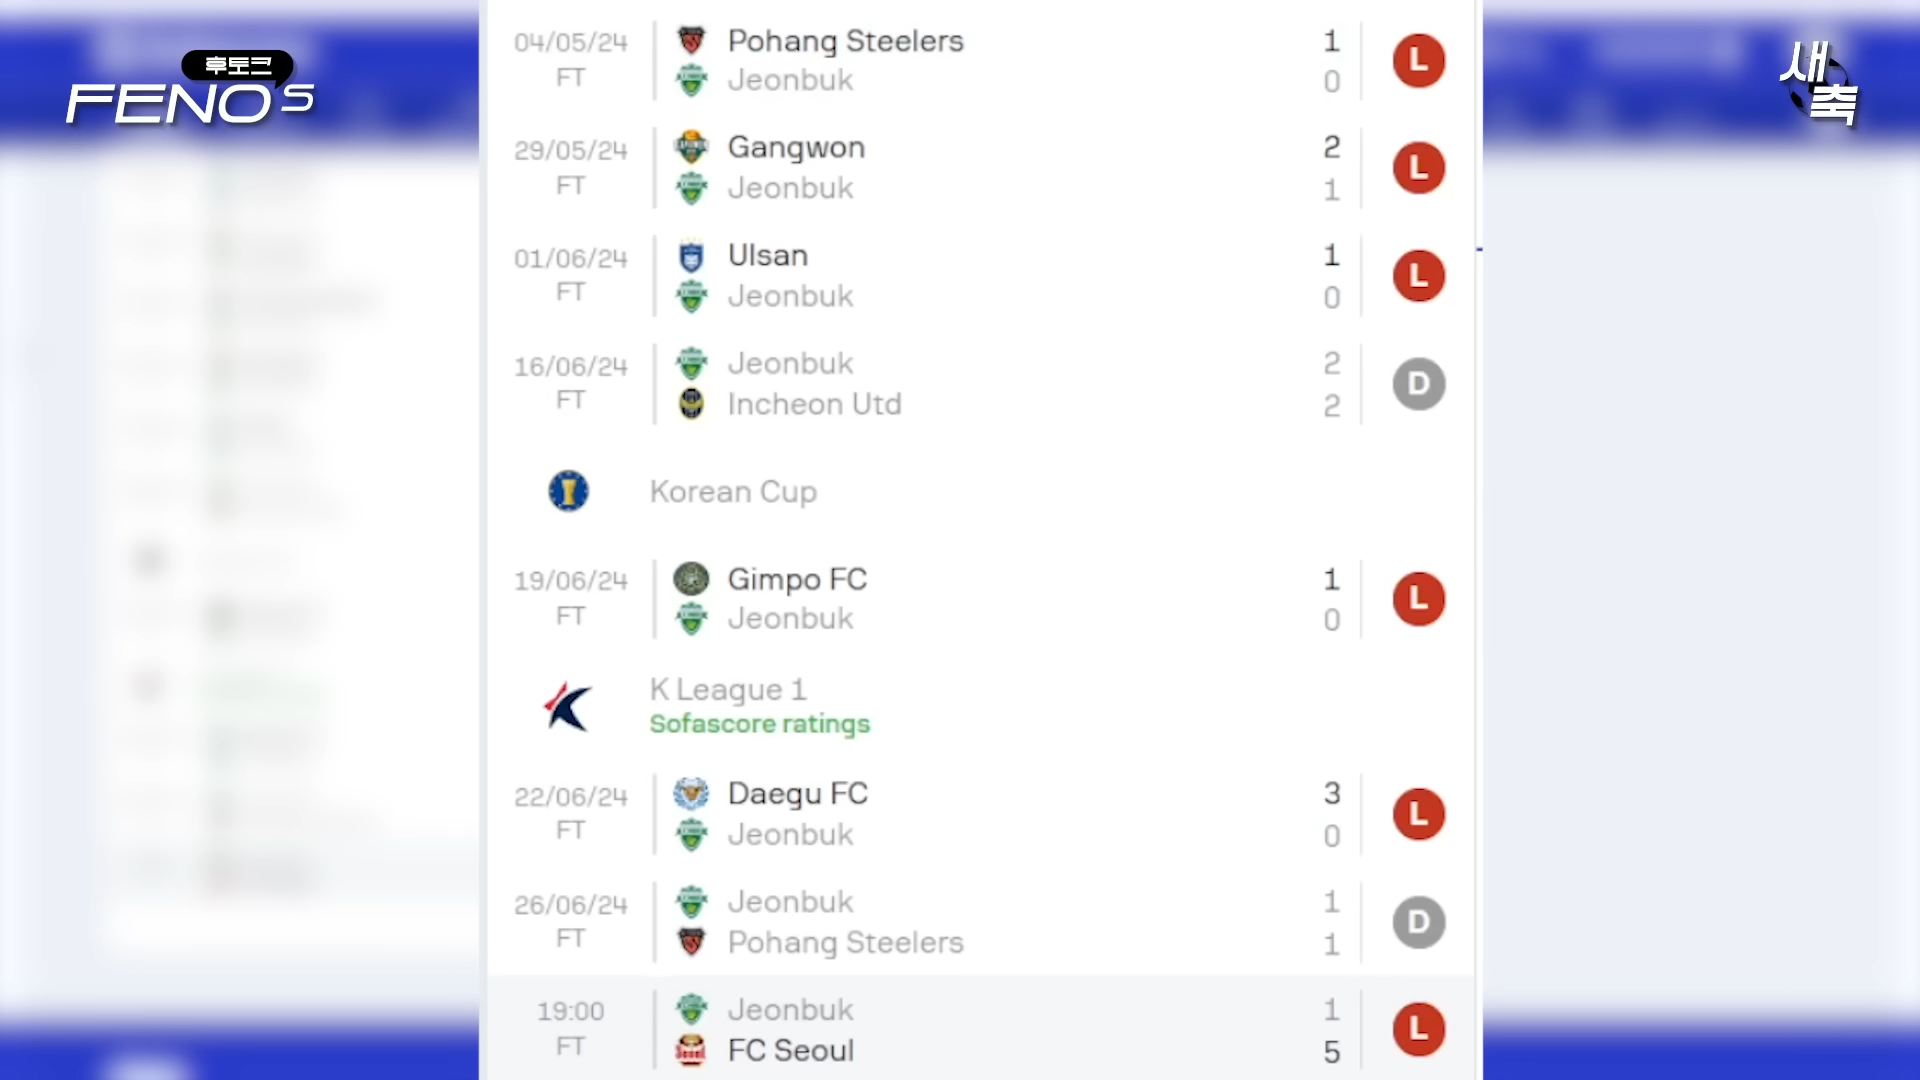 후토크
FENO'S
새축
04/05/24
FT
Pohang Steelers
1
Jeonbuk
0
L
29/05/24
FT
Gangwon
2
Jeonbuk
1
L
01/06/24
FT
Ulsan
1
Jeonbuk
0
L
16/06/24
FT
Jeonbuk
2
Incheon Utd
2
D
Korean Cup
19/06/24
FT
Gimpo FC
1
Jeonbuk
0
L
K League 1
Sofascore ratings
22/06/24
FT
Daegu FC
3
Jeonbuk
0
L
26/06/24
FT
Jeonbuk
1
Pohang Steelers
1
D
19:00
FT
Jeonbuk
1
FC Seoul
5
L